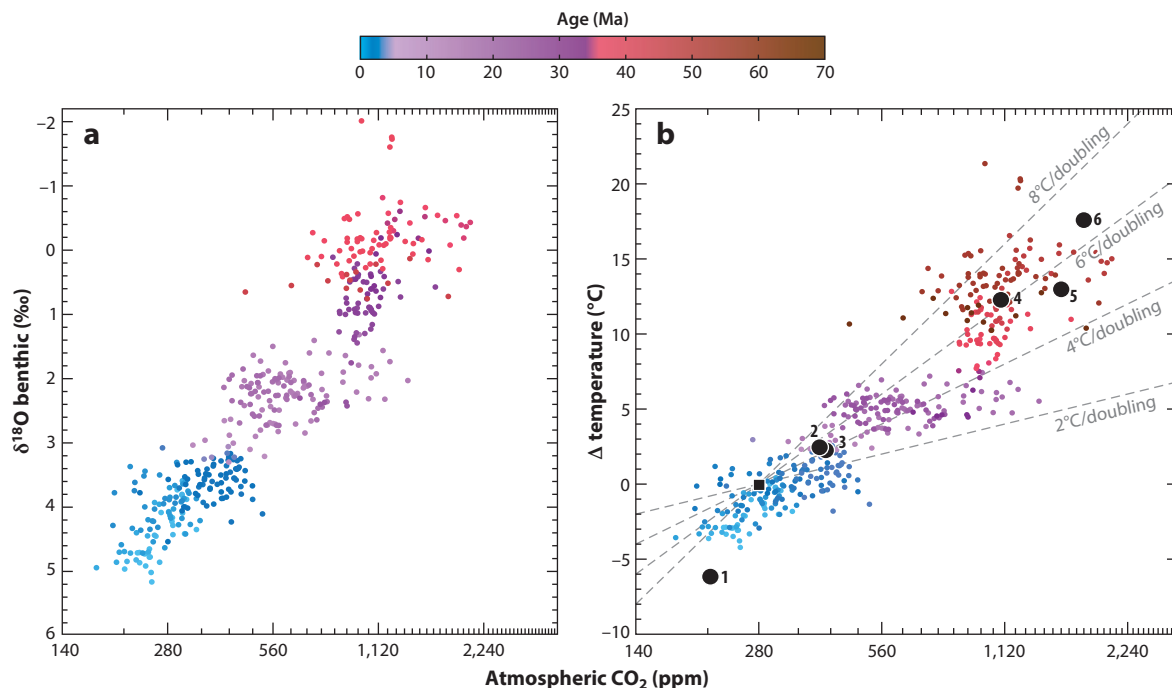 Age (Ma)
0 10 20 30 40 50 60 70
a
δ¹⁸O benthic (‰)
−2
−1
0
1
2
3
4
5
6
140 280 560 1,120 2,240
b
Δ temperature (°C)
25
20
15
10
5
0
−5
−10
140 280 560 1,120 2,240
8°C/doubling
6°C/doubling
4°C/doubling
2°C/doubling
1
2
3
4
5
6
Atmospheric CO₂ (ppm)